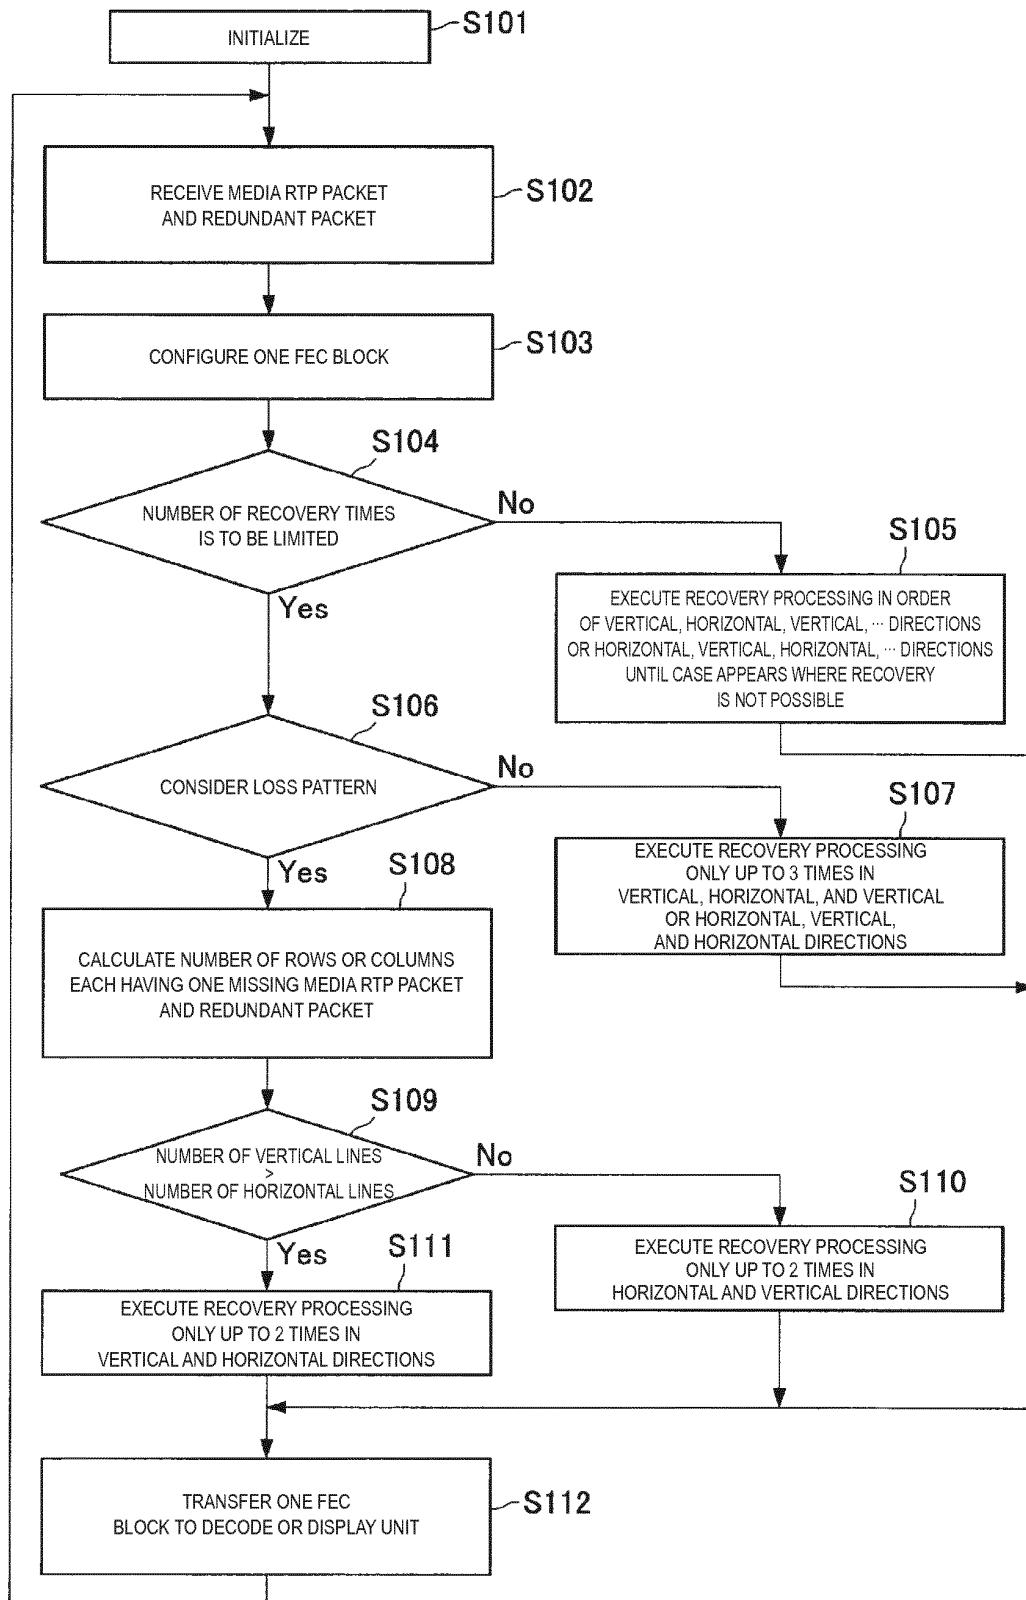 INITIALIZE
S101
RECEIVE MEDIA RTP PACKET
AND REDUNDANT PACKET
S102
CONFIGURE ONE FEC BLOCK
S103
S104
NUMBER OF RECOVERY TIMES
IS TO BE LIMITED
No
Yes
S105
EXECUTE RECOVERY PROCESSING IN ORDER
OF VERTICAL, HORIZONTAL, VERTICAL, ··· DIRECTIONS
OR HORIZONTAL, VERTICAL, HORIZONTAL, ··· DIRECTIONS
UNTIL CASE APPEARS WHERE RECOVERY
IS NOT POSSIBLE
S106
CONSIDER LOSS PATTERN
No
Yes
S107
EXECUTE RECOVERY PROCESSING
ONLY UP TO 3 TIMES IN
VERTICAL, HORIZONTAL, AND VERTICAL
OR HORIZONTAL, VERTICAL,
AND HORIZONTAL DIRECTIONS
S108
CALCULATE NUMBER OF ROWS OR COLUMNS
EACH HAVING ONE MISSING MEDIA RTP PACKET
AND REDUNDANT PACKET
S109
NUMBER OF VERTICAL LINES
>
NUMBER OF HORIZONTAL LINES
No
Yes
S110
EXECUTE RECOVERY PROCESSING
ONLY UP TO 2 TIMES IN
HORIZONTAL AND VERTICAL DIRECTIONS
S111
EXECUTE RECOVERY PROCESSING
ONLY UP TO 2 TIMES IN
VERTICAL AND HORIZONTAL DIRECTIONS
TRANSFER ONE FEC
BLOCK TO DECODE OR DISPLAY UNIT
S112